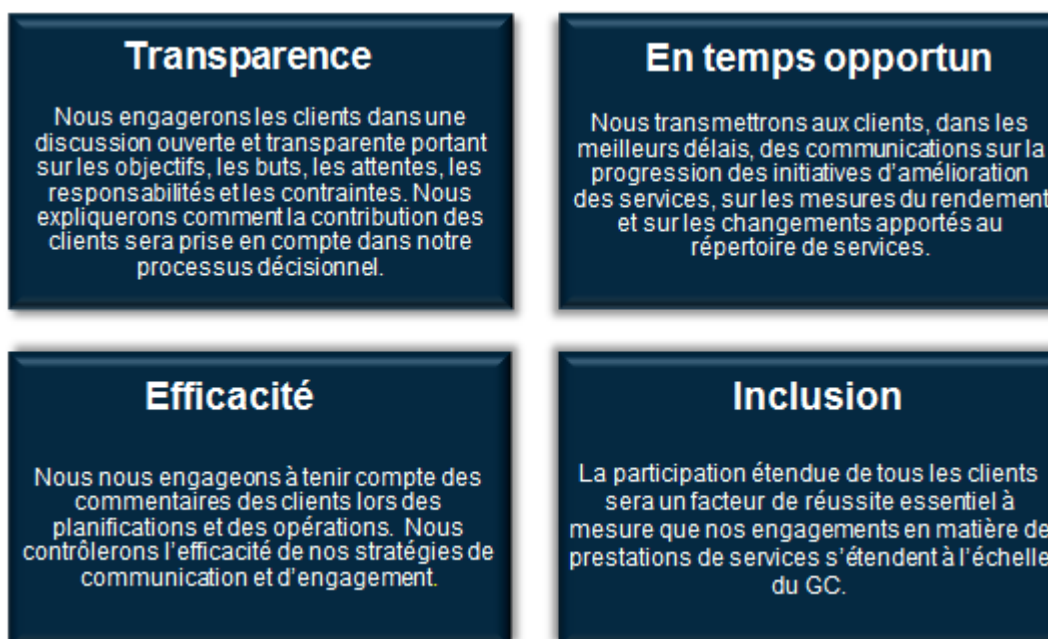 Transparence
Nous engagerons les clients dans une
discussion ouverte et transparente portant
sur les objectifs, les buts, les attentes, les
responsabilités et les contraintes. Nous
expliquerons comment la contribution des
clients sera prise en compte dans notre
processus décisionnel.
En temps opportun
Nous transmettrons aux clients, dans les
meilleurs délais, des communications sur la
progression des initiatives d’amélioration
des services, sur les mesures du rendement
et sur les changements apportés au
répertoire de services.
Efficacité
Nous nous engageons à tenir compte des
commentaires des clients lors des
planifications et des opérations. Nous
contrôlerons l’efficacité de nos stratégies de
communication et d’engagement.
Inclusion
La participation étendue de tous les clients
sera un facteur de réussite essentiel à
mesure que nos engagements en matière de
prestations de services s’étendent à l’échelle
du GC.